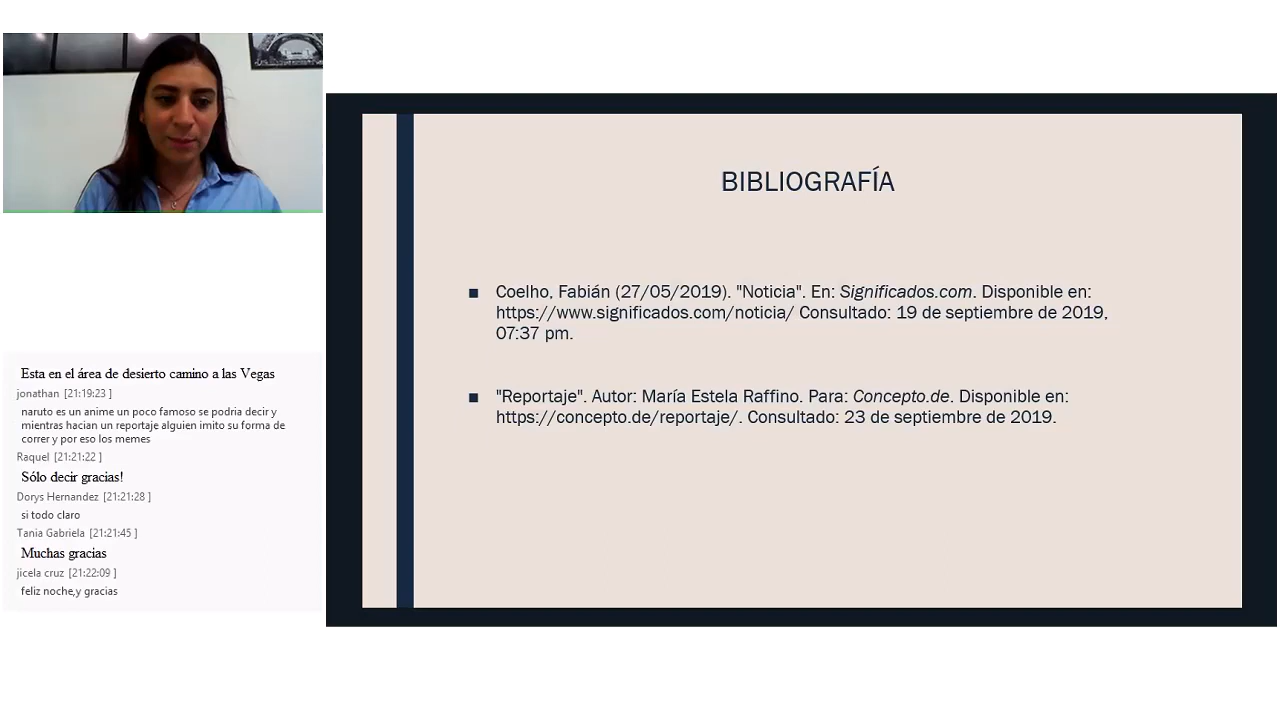 BIBLIOGRAFÍA
■ Coelho, Fabián (27/05/2019). "Noticia". En: Significados.com. Disponible en:
https://www.significados.com/noticia/ Consultado: 19 de septiembre de 2019,
07:37 pm.
■ "Reportaje". Autor: María Estela Raffino. Para: Concepto.de. Disponible en:
https://concepto.de/reportaje/. Consultado: 23 de septiembre de 2019.
Esta en el área de desierto camino a las Vegas
jonathan [21:19:23 ]
naruto es un anime un poco famoso se podria decir y
mientras hacian un reportaje alguien imito su forma de
correr y por eso los memes
Raquel [21:21:22 ]
Sólo decir gracias!
Dorys Hernandez [21:21:28 ]
si todo claro
Tania Gabriela [21:21:45 ]
Muchas gracias
jicela cruz [21:22:09 ]
feliz noche,y gracias